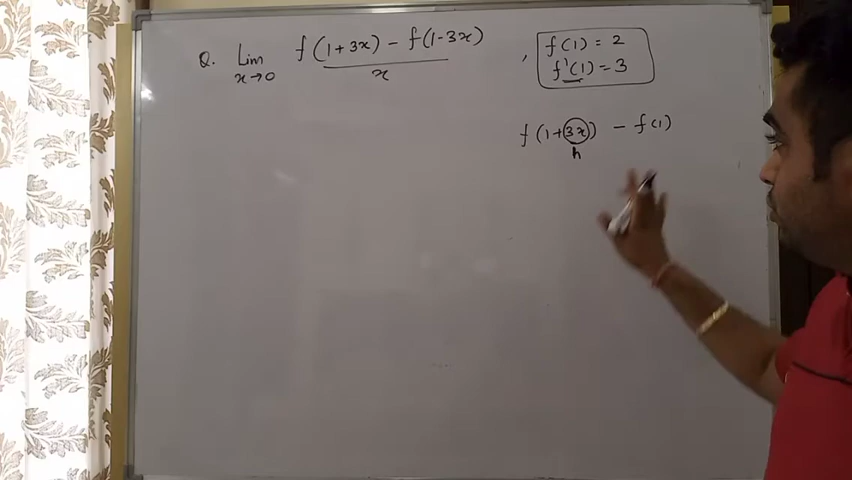 Q. Lim x→0 f(1+3x) - f(1-3x) / x , f(1) = 2
f'(1) = 3
f(1+3x) - f(1)
h